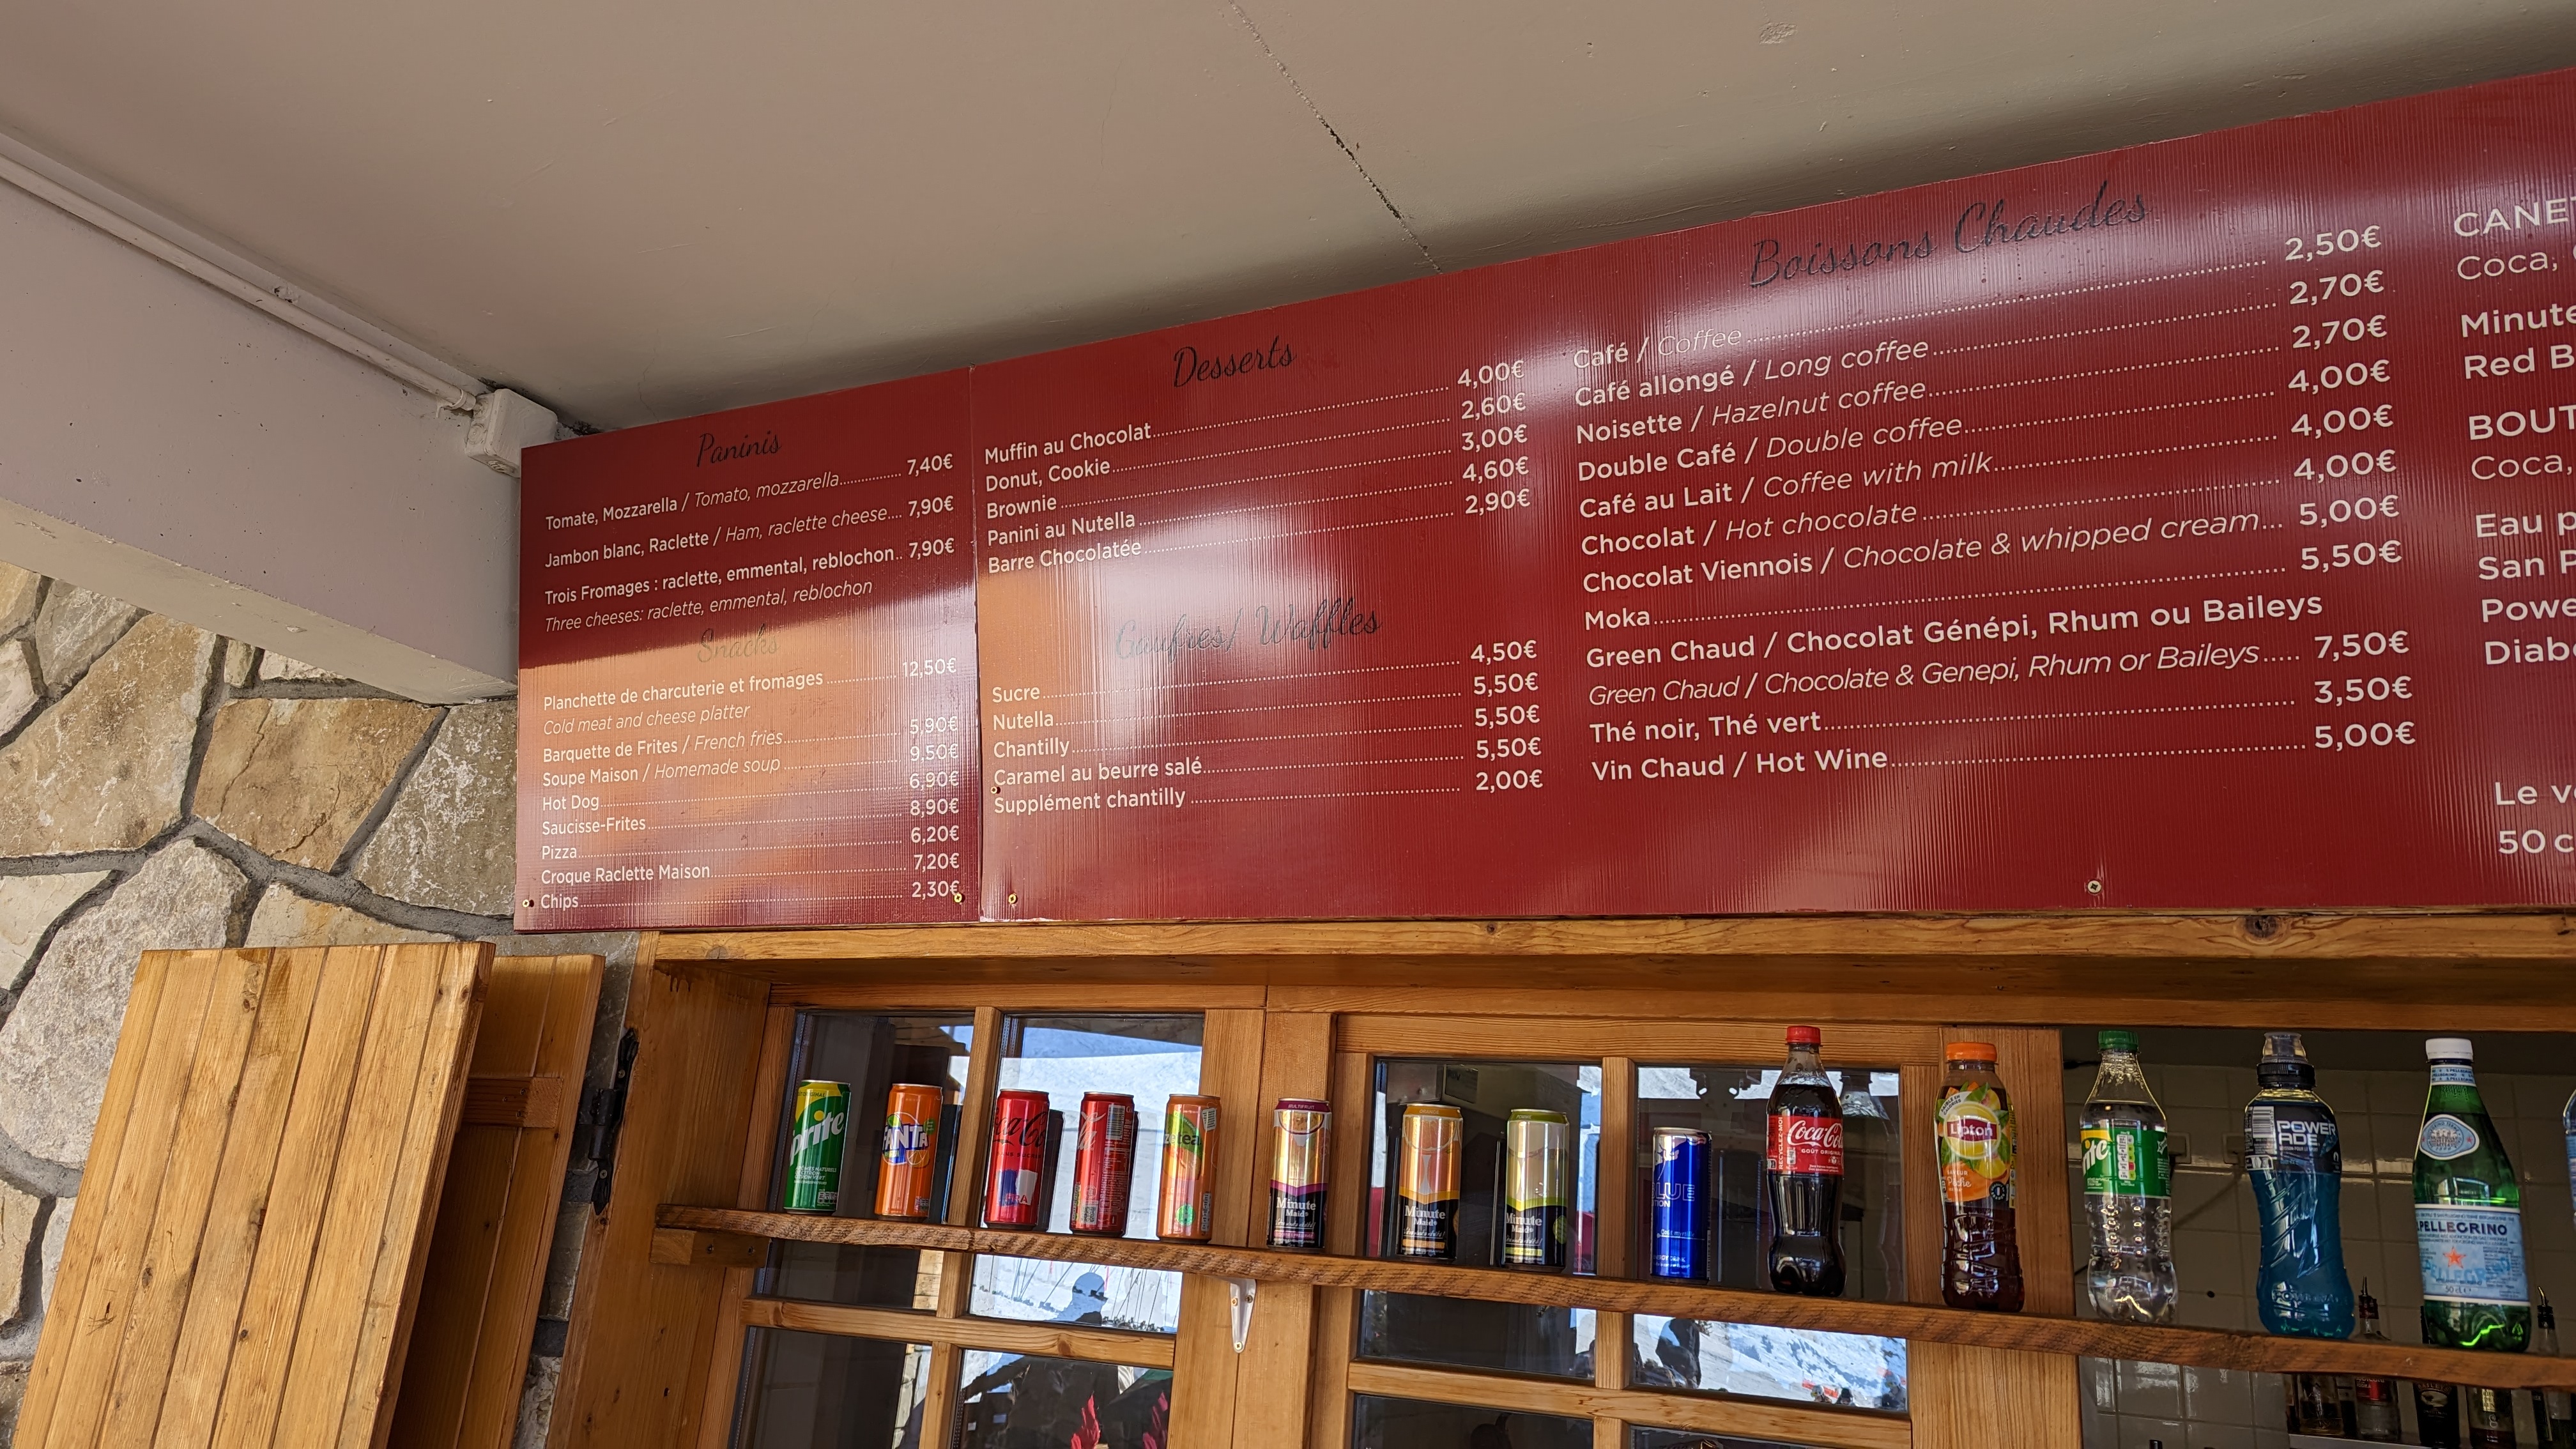 Paninis
Tomate, Mozzarella / Tomato, mozzarella............... 7,40€
Jambon blanc, Raclette / Ham, raclette cheese.... 7,90€
Trois Fromages : raclette, emmental, reblochon.. 7,90€
Three cheeses: raclette, emmental, reblochon
Snacks
Planchette de charcuterie et fromages ............... 12,50€
Cold meat and cheese platter
Barquette de Frites / French fries............... 5,90€
Soupe Maison / Homemade soup ............... 9,50€
Hot Dog............... 6,90€
Saucisse-Frites............... 8,90€
Pizza............... 6,20€
Croque Raclette Maison............... 7,20€
Chips............... 2,30€
Desserts
Muffin au Chocolat............... 4,00€
Donut, Cookie............... 2,60€
Brownie ............... 3,00€
Panini au Nutella............... 4,60€
Barre Chocolatée............... 2,90€
Gaufres/ Waffles
Sucre............... 4,50€
Nutella............... 5,50€
Chantilly............... 5,50€
Caramel au beurre salé............... 5,50€
Supplément chantilly ............... 2,00€
Boissons Chaudes
Café / Coffee............... 2,50€
Café allongé / Long coffee............... 2,70€
Noisette / Hazelnut coffee............... 2,70€
Double Café / Double coffee............... 4,00€
Café au Lait / Coffee with milk............... 4,00€
Chocolat / Hot chocolate ............... 4,00€
Chocolat Viennois / Chocolate & whipped cream... 5,00€
Moka............... 5,50€
Green Chaud / Chocolat Génépi, Rhum ou Baileys
Green Chaud / Chocolate & Genepi, Rhum or Baileys..... 7,50€
Thé noir, Thé vert............... 3,50€
Vin Chaud / Hot Wine............... 5,00€
CANE
Coca,
Minute
Red B
BOUT
Coca,
Eau p
San P
Powe
Diab
Le v
50 c
Sprite
FANTA
Minute Maid
Minute Maid
Minute Maid
Coca-Cola
GOÛT ORIGINAL
Lipton
POWERADE
S.PELLEGRINO